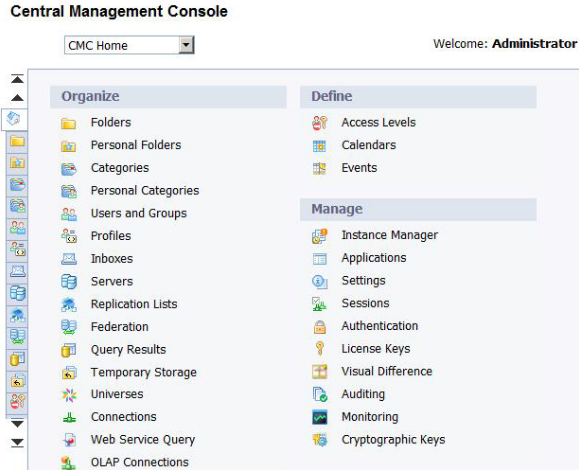 Central Management Console
CMC Home
Welcome: Administrator
Organize
Folders
Personal Folders
Categories
Personal Categories
Users and Groups
Profiles
Inboxes
Servers
Replication Lists
Federation
Query Results
Temporary Storage
Universes
Connections
Web Service Query
OLAP Connections
Define
Access Levels
Calendars
Events
Manage
Instance Manager
Applications
Settings
Sessions
Authentication
License Keys
Visual Difference
Auditing
Monitoring
Cryptographic Keys